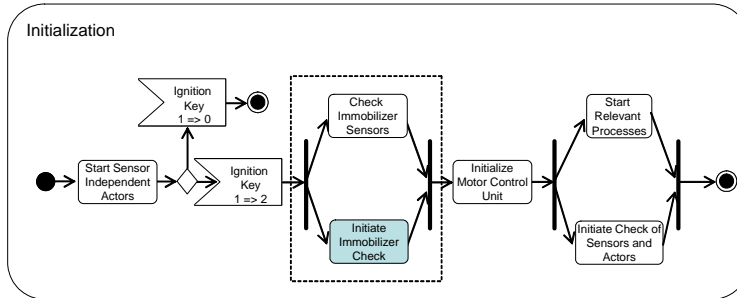 Initialization
Ignition
Key
1 => 0
Check
Immobilizer
Sensors
Start
Relevant
Processes
Start Sensor
Independent
Actors
Ignition
Key
1 => 2
Initialize
Motor Control
Unit
Initiate
Immobilizer
Check
Initiate Check of
Sensors and
Actors